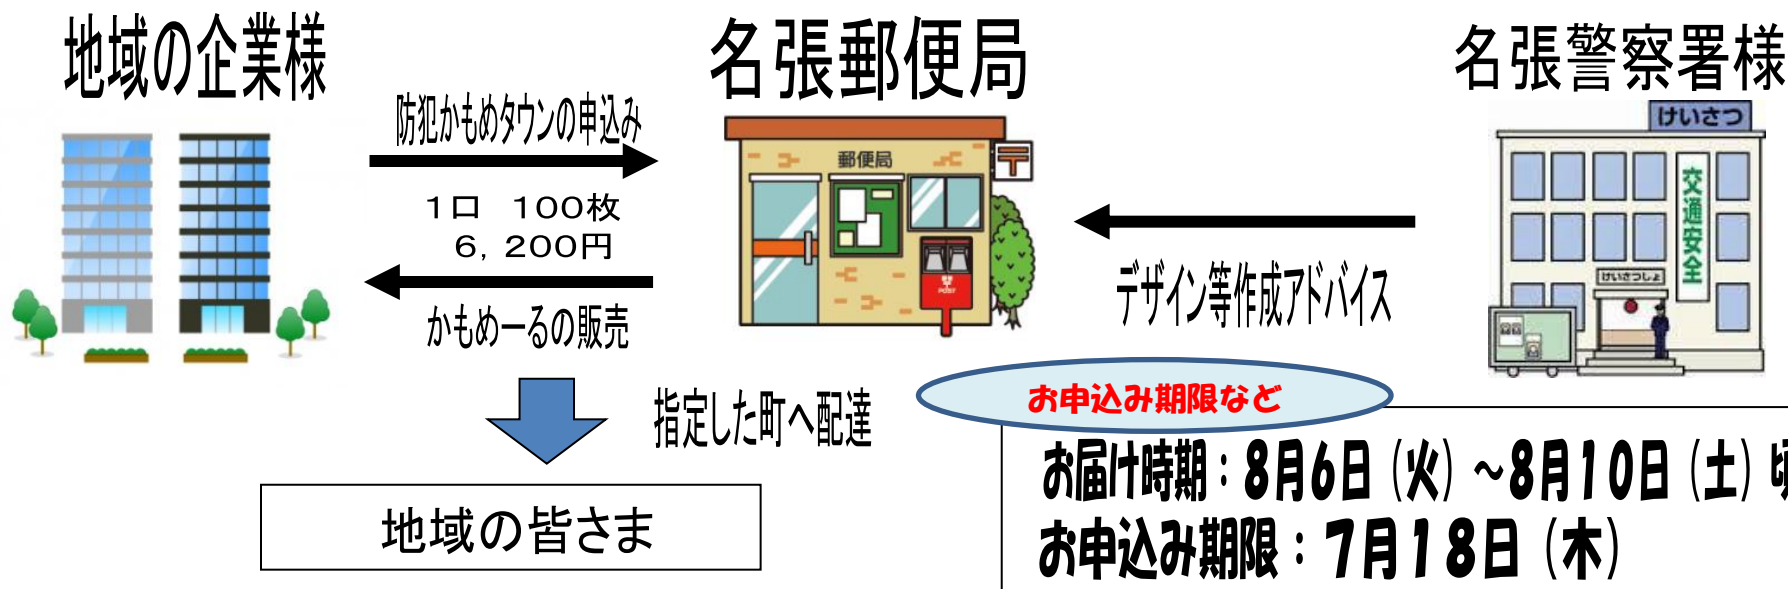 地域の企業様
名張郵便局
名張警察署様
防犯かもめタウンの申込み
1口 100枚
6,200円
かもめーるの販売
郵便局
〒
POST
けいさつ
交通安全
けいさつしょ
デザイン等作成アドバイス
指定した町へ配達
地域の皆さま
お申込み期限など
お届け時期:8月6日(火)~8月10日(土)頃
お申込み期限:7月18日(木)